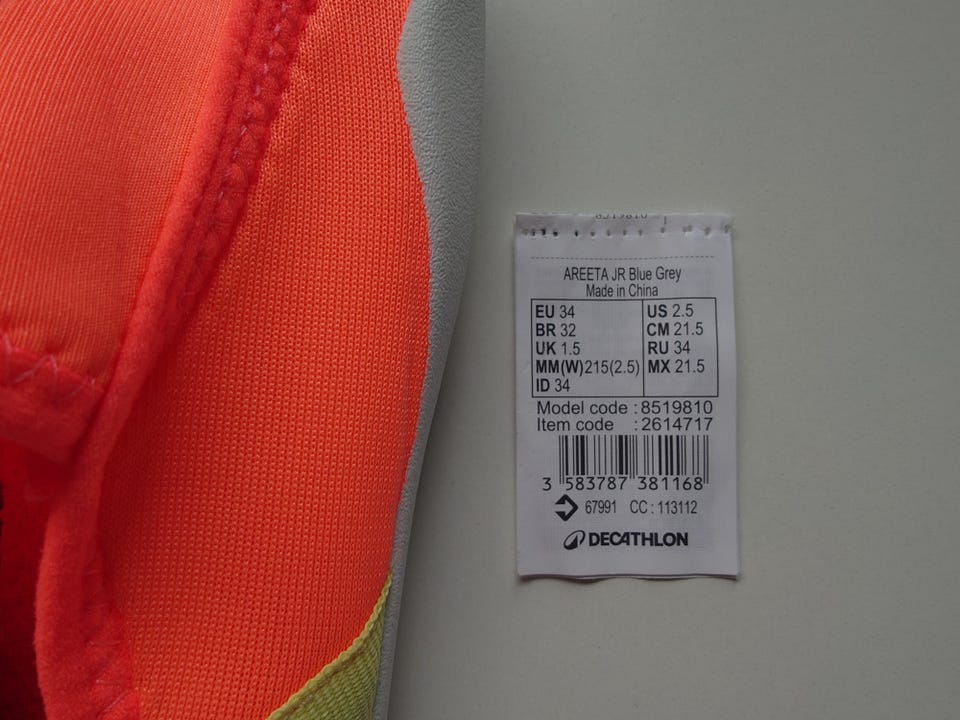 AREETA JR Blue Grey
Made in China
EU 34 US 2.5
BR 32 CM 21.5
UK 1.5 RU 34
MM(W)215(2.5) MX 21.5
ID 34
Model code : 8519810
Item code : 2614717
3 583787 381168
67991 CC : 113112
DECATHLON